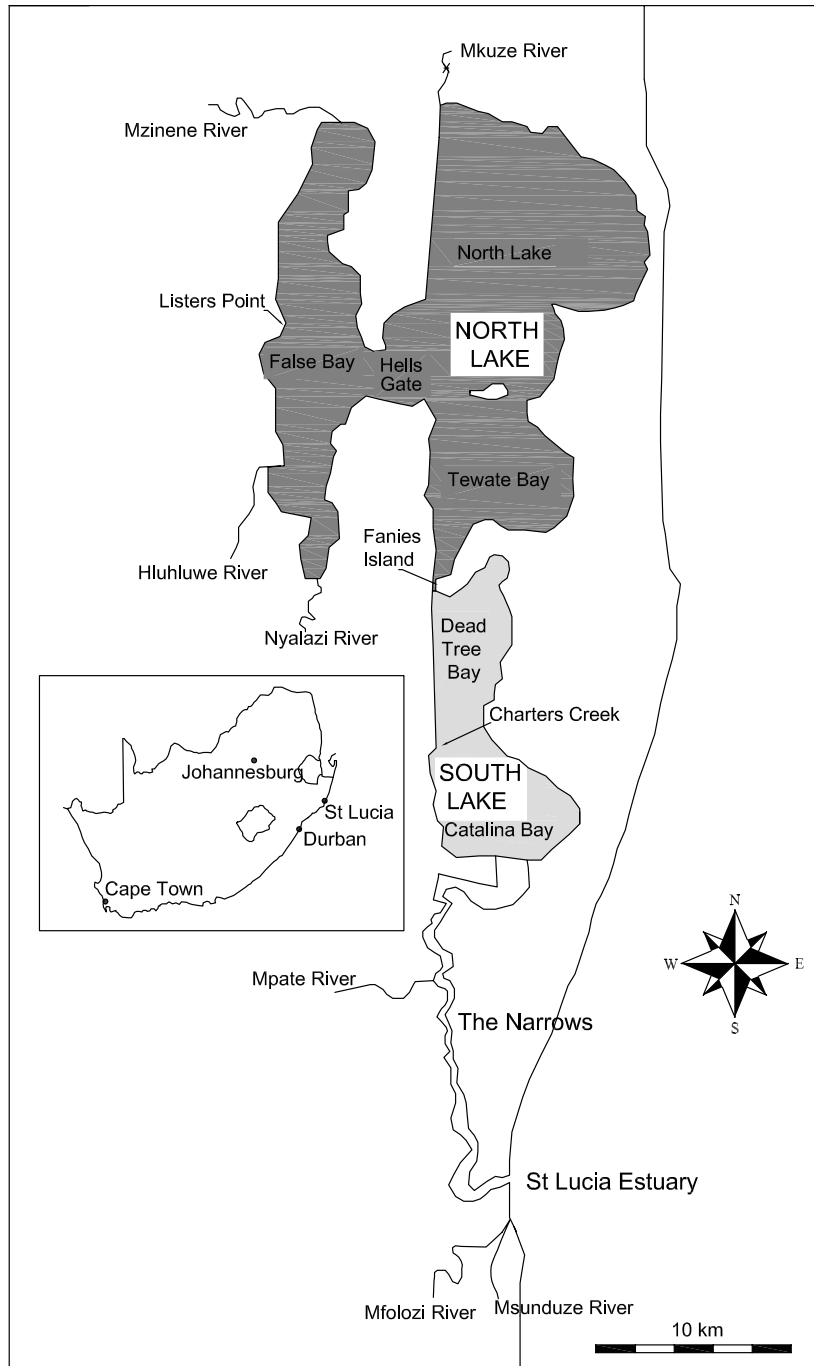 Mkuze River
Mzinene River
North Lake
Listers Point
NORTH
LAKE
False Bay
Hells
Gate
Tewate Bay
Fanies
Island
Hluhluwe River
Nyalazi River
Dead
Tree
Bay
Charters Creek
SOUTH
LAKE
Catalina Bay
Johannesburg
St Lucia
Durban
Cape Town
N
W
E
S
Mpate River
The Narrows
St Lucia Estuary
Mfolozi River
Msunduze River
10 km